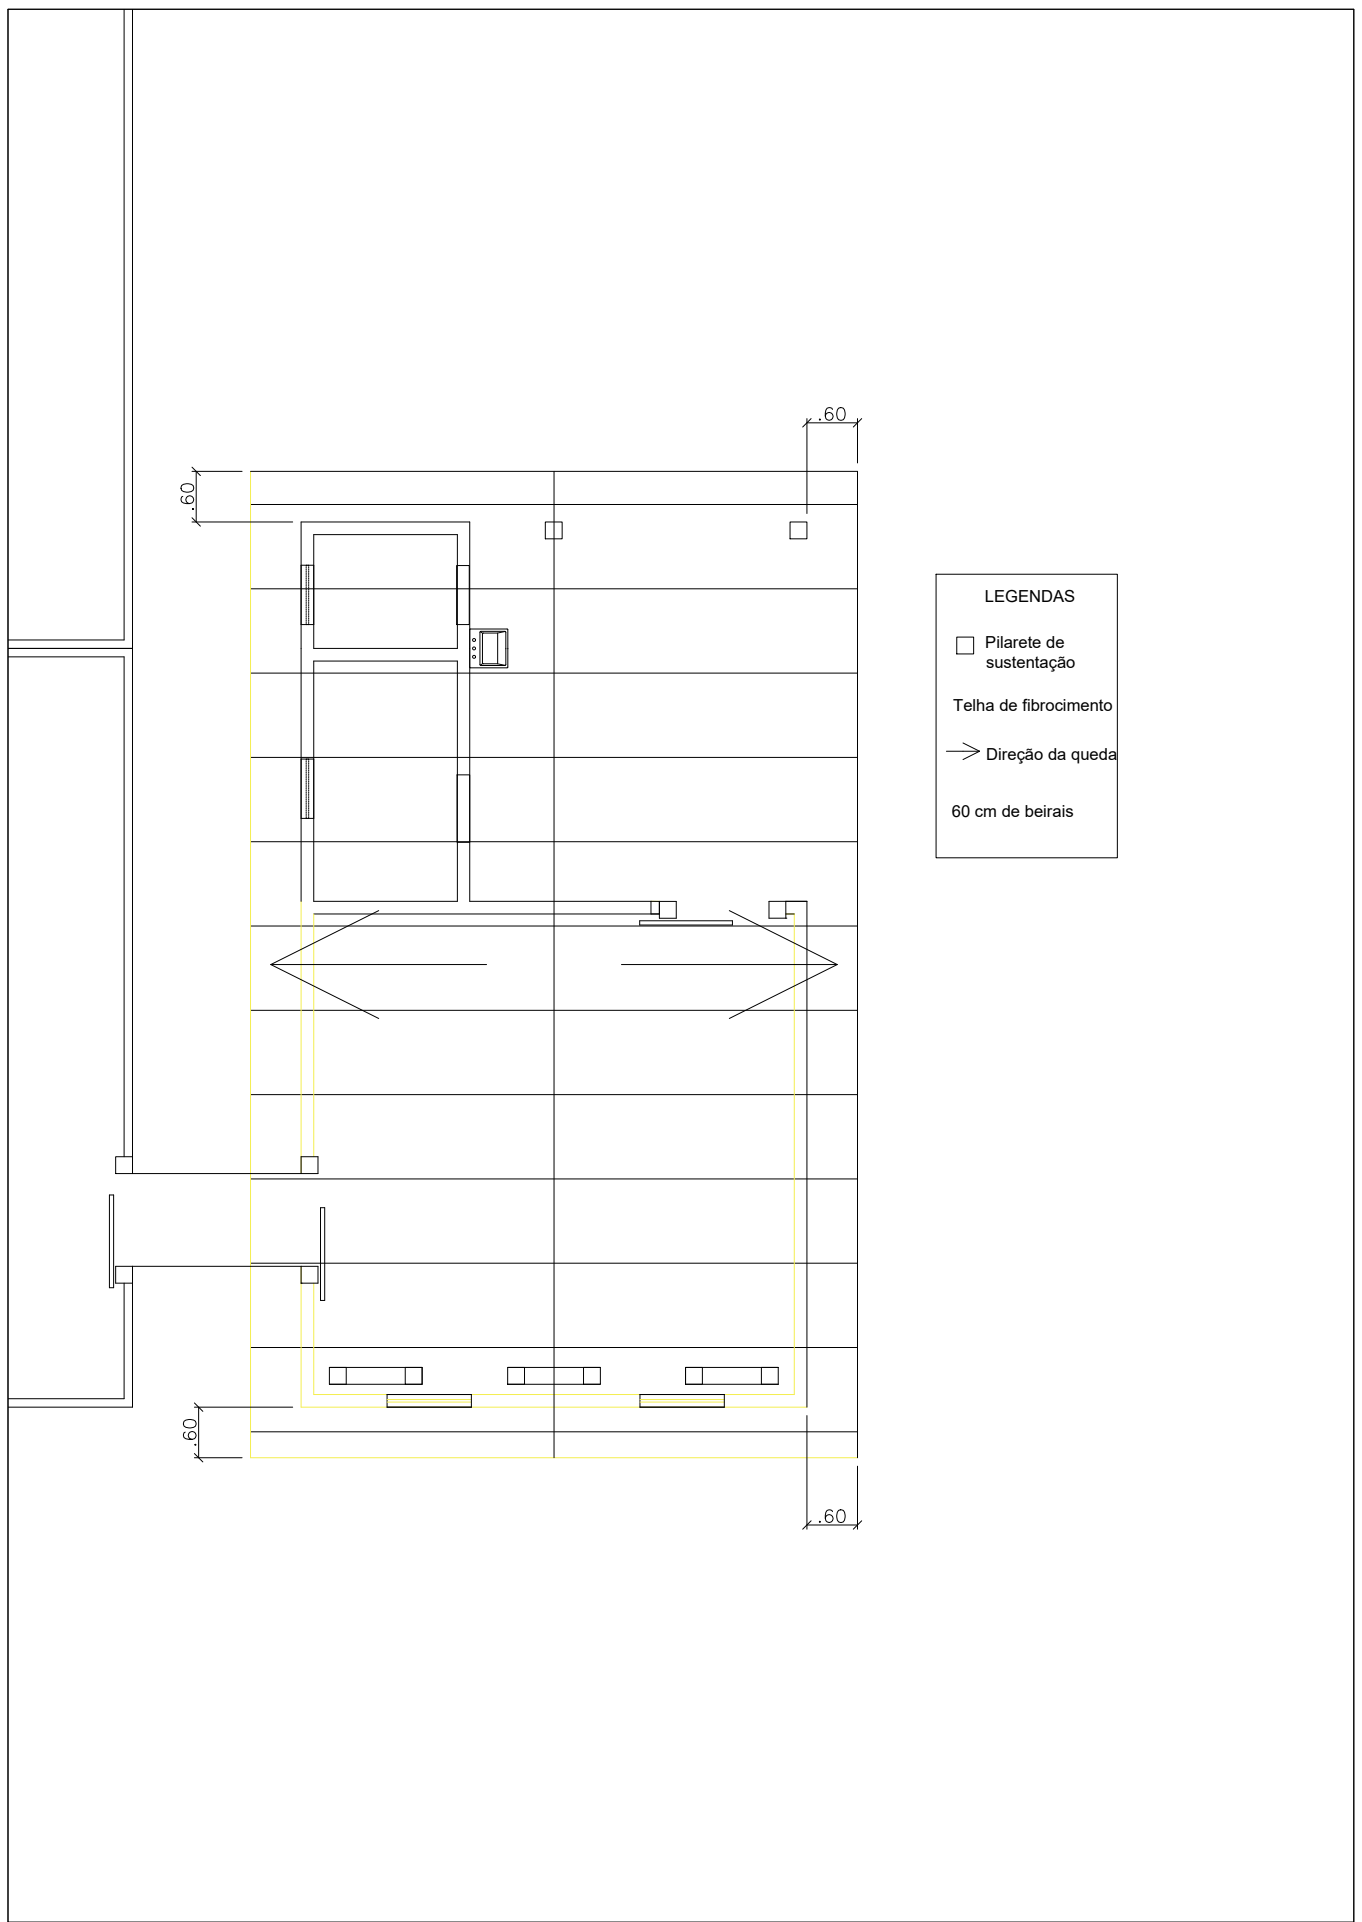 .60
.60
LEGENDAS
Pilarete de
sustentação
Telha de fibrocimento
Direção da queda
60 cm de beirais
.60
.60